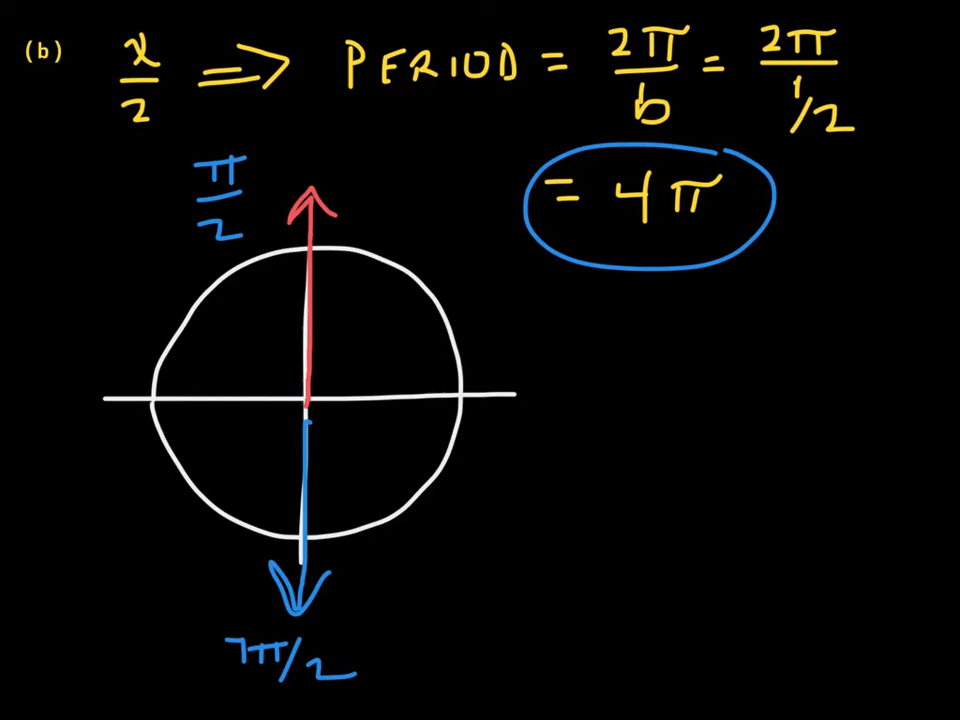 (b) x/2 ⇒ PERIOD = 2π/b = 2π/1/2
= 4π
π/2
7π/2